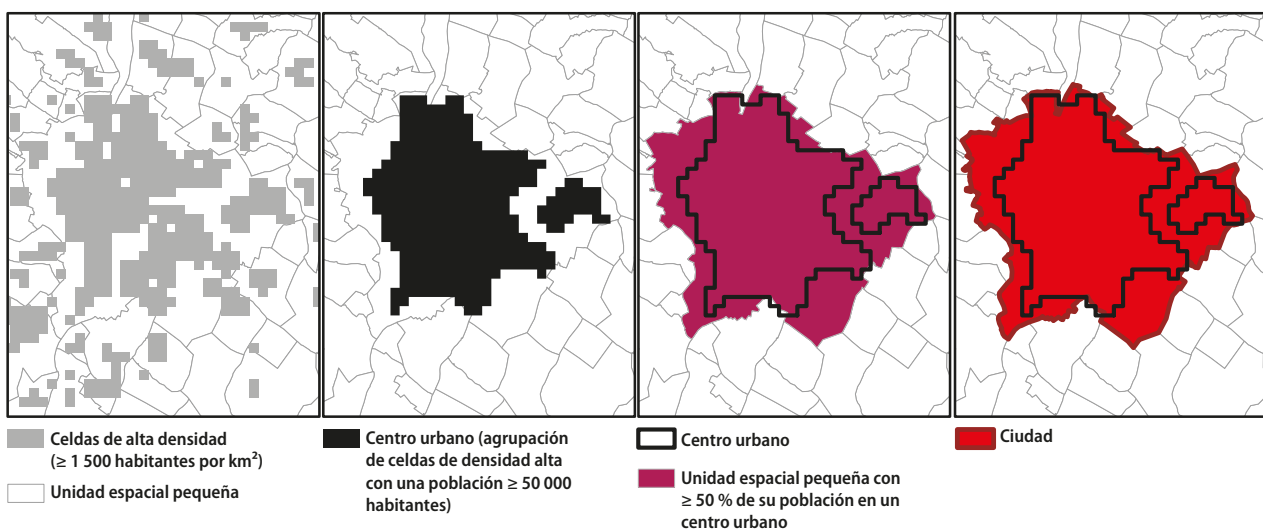 Celdas de alta densidad
(≥ 1 500 habitantes por km²)
Unidad espacial pequeña
Centro urbano (agrupación
de celdas de densidad alta
con una población ≥ 50 000
habitantes)
Centro urbano
Unidad espacial pequeña con
≥ 50 % de su población en un
centro urbano
Ciudad